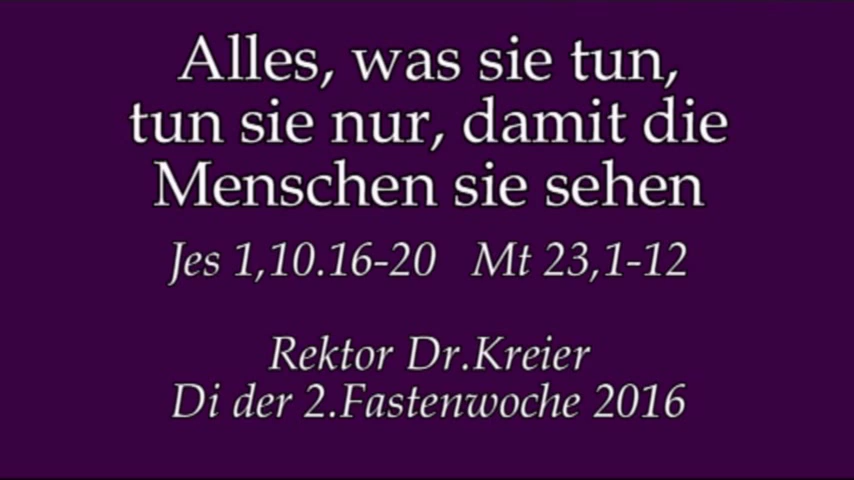 Alles, was sie tun,
tun sie nur, damit die
Menschen sie sehen
Jes 1,10.16-20 Mt 23,1-12
Rektor Dr.Kreier
Di der 2.Fastenwoche 2016